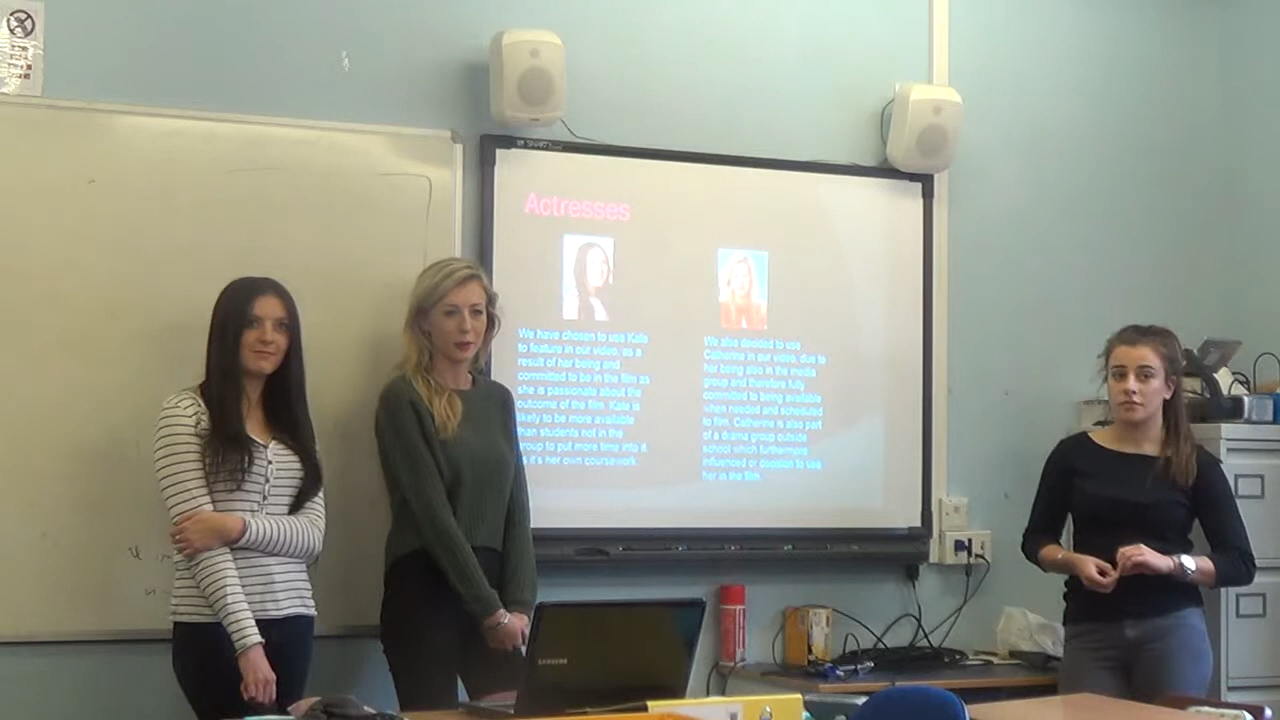 SMART
Actresses
We have chosen to use Kate
to feature in our video, as a
result of her being and
committed to be in the film as
she is passionate about the
outcome of the film. Kate is
likely to be more available
than students not in the
group to put more time into it
as it's her own coursework.
We also decided to use
Catherine in our video, due to
her being also in the media
group and therefore fully
committed to being available
when needed and scheduled
to film. Catherine is also part
of a drama group outside
school which furthermore
influenced or decision to use
her in the film.
SAMSUNG